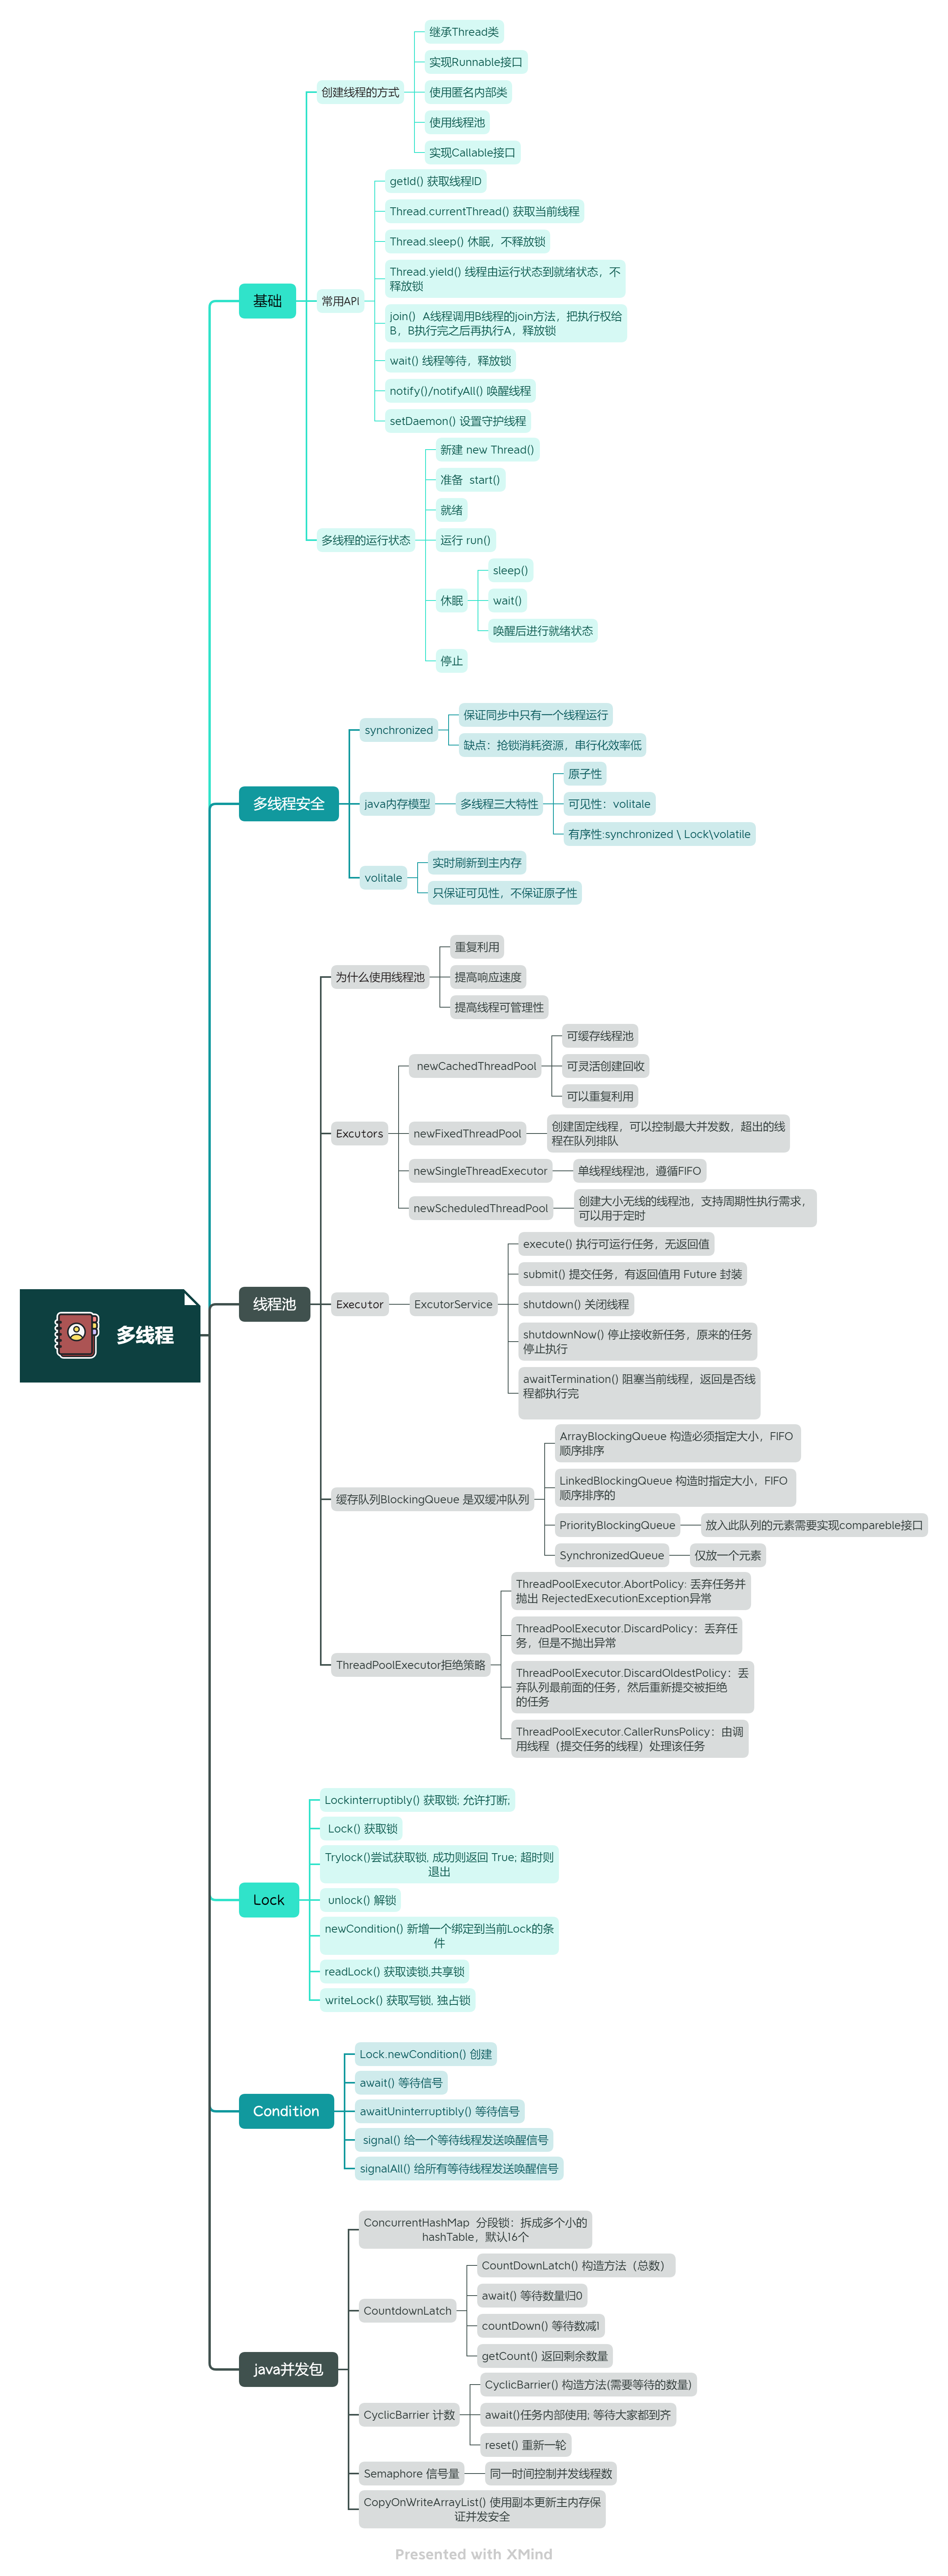 多线程
基础
创建线程的方式
继承Thread类
实现Runnable接口
使用匿名内部类
使用线程池
实现Callable接口
常用API
getId() 获取线程ID
Thread.currentThread() 获取当前线程
Thread.sleep() 休眠，不释放锁
Thread.yield() 线程由运行状态到就绪状态，不
释放锁
join()  A线程调用B线程的join方法，把执行权给
B，B执行完之后再执行A，释放锁
wait() 线程等待，释放锁
notify()/notifyAll() 唤醒线程
setDaemon() 设置守护线程
多线程的运行状态
新建 new Thread()
准备  start()
就绪
运行 run()
休眠
sleep()
wait()
唤醒后进行就绪状态
停止
多线程安全
synchronized
保证同步中只有一个线程运行
缺点：抢锁消耗资源，串行化效率低
java内存模型
多线程三大特性
原子性
可见性：volitale
有序性:synchronized \ Lock\volatile
volitale
实时刷新到主内存
只保证可见性，不保证原子性
线程池
为什么使用线程池
重复利用
提高响应速度
提高线程可管理性
Excutors
newCachedThreadPool
可缓存线程池
可灵活创建回收
可以重复利用
newFixedThreadPool
创建固定线程，可以控制最大并发数，超出的线
程在队列排队
newSingleThreadExecutor
单线程线程池，遵循FIFO
newScheduledThreadPool
创建大小无线的线程池，支持周期性执行需求，
可以用于定时
Executor
ExcutorService
execute() 执行可运行任务，无返回值
submit() 提交任务，有返回值用 Future 封装
shutdown() 关闭线程
shutdownNow() 停止接收新任务，原来的任务
停止执行
awaitTermination() 阻塞当前线程，返回是否线
程都执行完
缓存队列BlockingQueue 是双缓冲队列
ArrayBlockingQueue 构造必须指定大小，FIFO
顺序排序
LinkedBlockingQueue 构造时指定大小，FIFO
顺序排序的
PriorityBlockingQueue
放入此队列的元素需要实现compareble接口
SynchronizedQueue
仅放一个元素
ThreadPoolExecutor拒绝策略
ThreadPoolExecutor.AbortPolicy: 丢弃任务并
抛出 RejectedExecutionException异常
ThreadPoolExecutor.DiscardPolicy：丢弃任
务，但是不抛出异常
ThreadPoolExecutor.DiscardOldestPolicy：丢
弃队列最前面的任务，然后重新提交被拒绝
的任务
ThreadPoolExecutor.CallerRunsPolicy：由调
用线程（提交任务的线程）处理该任务
Lock
Lockinterruptibly() 获取锁; 允许打断;
Lock() 获取锁
Trylock()尝试获取锁, 成功则返回 True; 超时则
退出
unlock() 解锁
newCondition() 新增一个绑定到当前Lock的条
件
readLock() 获取读锁,共享锁
writeLock() 获取写锁, 独占锁
Condition
Lock.newCondition() 创建
await() 等待信号
awaitUninterruptibly() 等待信号
signal() 给一个等待线程发送唤醒信号
signalAll() 给所有等待线程发送唤醒信号
java并发包
ConcurrentHashMap  分段锁：拆成多个小的
hashTable，默认16个
CountdownLatch
CountDownLatch() 构造方法（总数）
await() 等待数量归0
countDown() 等待数减1
getCount() 返回剩余数量
CyclicBarrier 计数
CyclicBarrier() 构造方法(需要等待的数量)
await()任务内部使用; 等待大家都到齐
reset() 重新一轮
Semaphore 信号量
同一时间控制并发线程数
CopyOnWriteArrayList() 使用副本更新主内存保
证并发安全
Presented with XMind